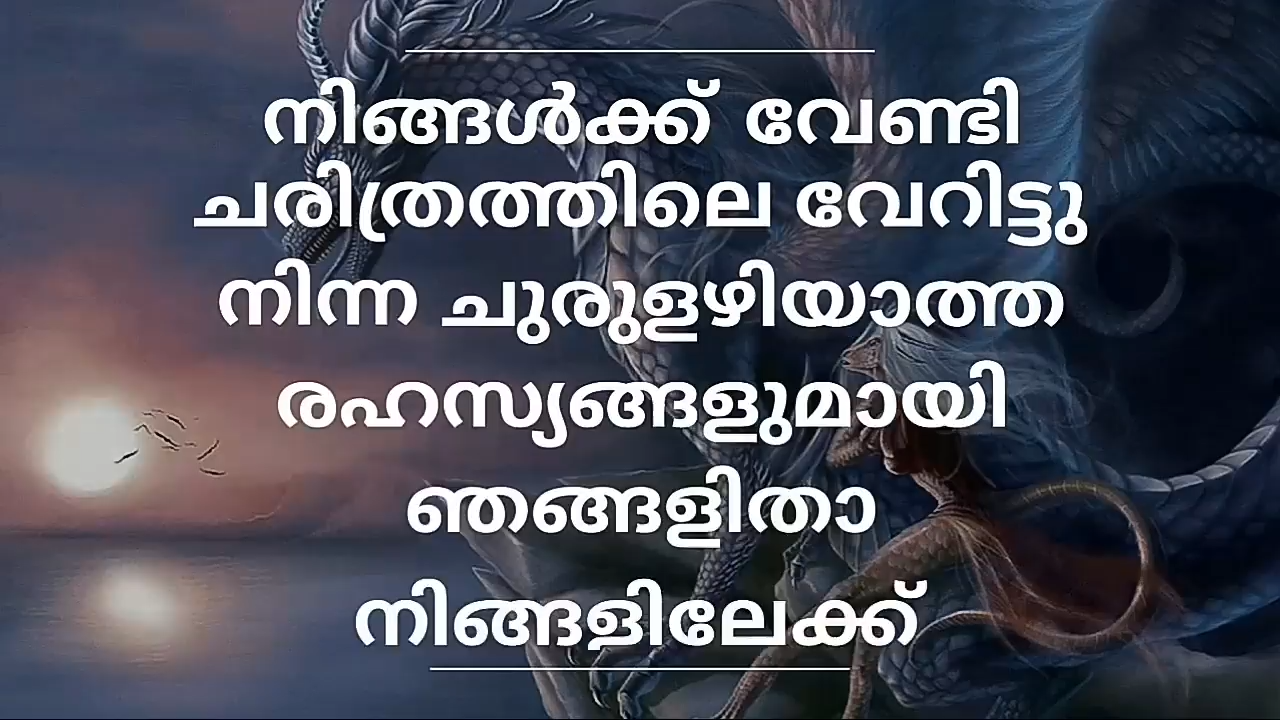 നിങ്ങൾക്ക് വേണ്ടി
ചരിത്രത്തിലെ വേറിട്ടു
നിന്ന ചുരുളഴിയാത്ത
രഹസ്യങ്ങളുമായി
ഞങ്ങളിതാ
നിങ്ങളിലേക്ക്